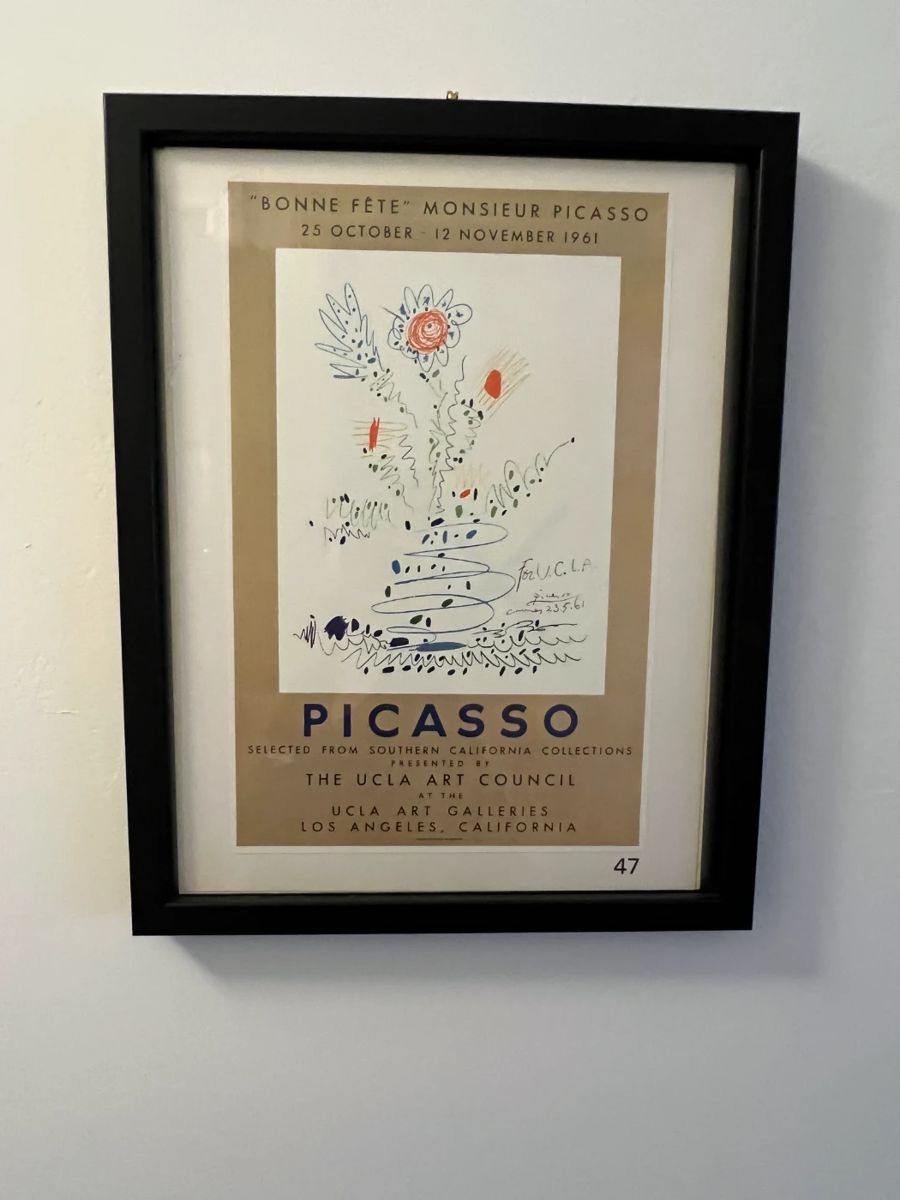 "BONNE FÊTE" MONSIEUR PICASSO
25 OCTOBER - 12 NOVEMBER 1961
For U.C.L.A.
Picasso
Cannes 23.5.61
PICASSO
SELECTED FROM SOUTHERN CALIFORNIA COLLECTIONS
PRESENTED BY
THE UCLA ART COUNCIL
AT THE
UCLA ART GALLERIES
LOS ANGELES, CALIFORNIA
47